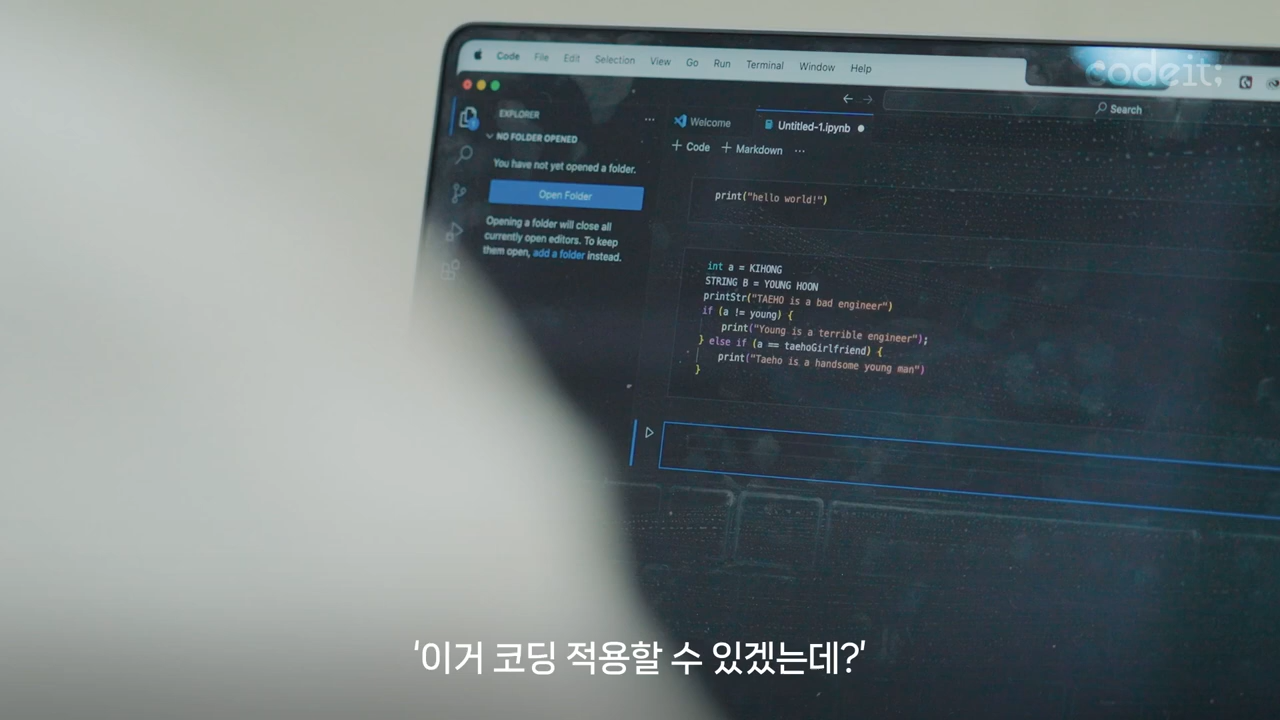 Code File Edit Selection View Go Run Terminal Window Help
codeit;
Search
EXPLORER
NO FOLDER OPENED
You have not yet opened a folder.
Open Folder
Opening a folder will close all
currently open editors. To keep
them open, add a folder instead.
Welcome
Untitled-1.ipynb
+ Code + Markdown ...
print("hello world!")
int a = KIHONG
STRING B = YOUNG HOON
printStr("TAEHO is a bad engineer")
if (a != young) {
print("Young is a terrible engineer");
} else if (a == taehoGirlfriend) {
print("Taeho is a handsome young man")
}
'이거 코딩 적용할 수 있겠는데?'